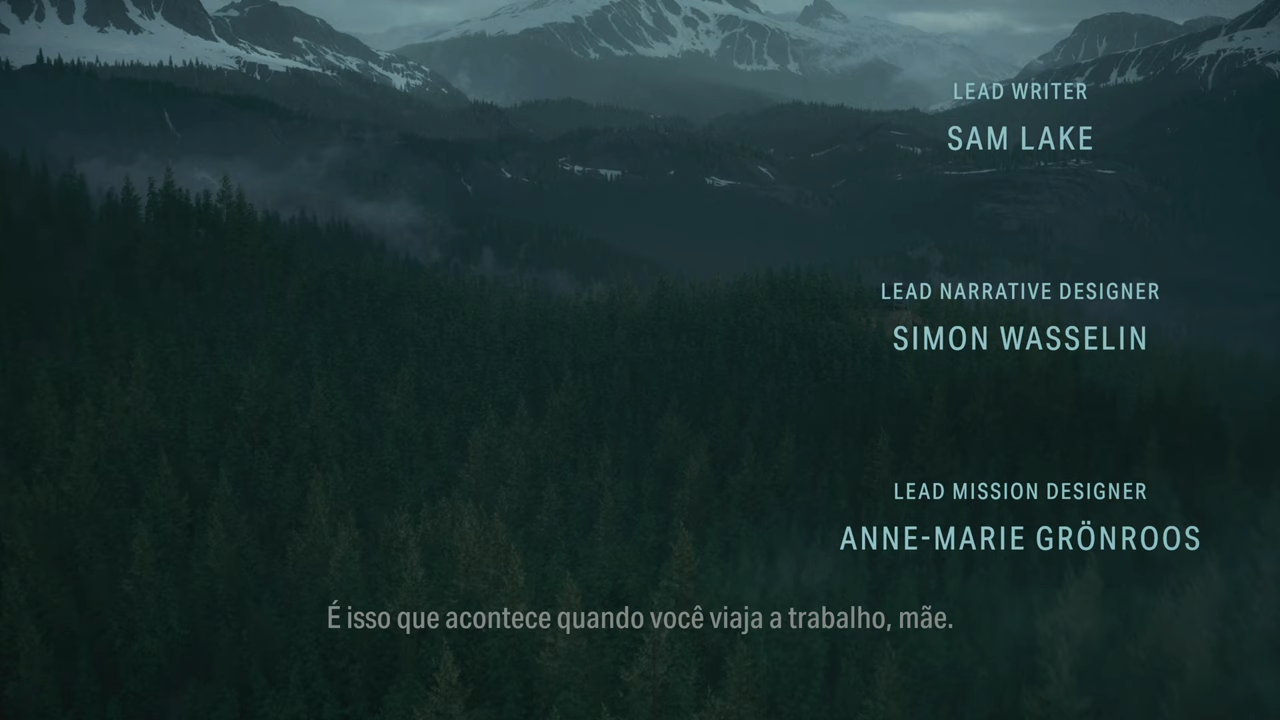 LEAD WRITER
SAM LAKE
LEAD NARRATIVE DESIGNER
SIMON WASSELIN
LEAD MISSION DESIGNER
ANNE-MARIE GRÖNROOS
É isso que acontece quando você viaja a trabalho, mãe.